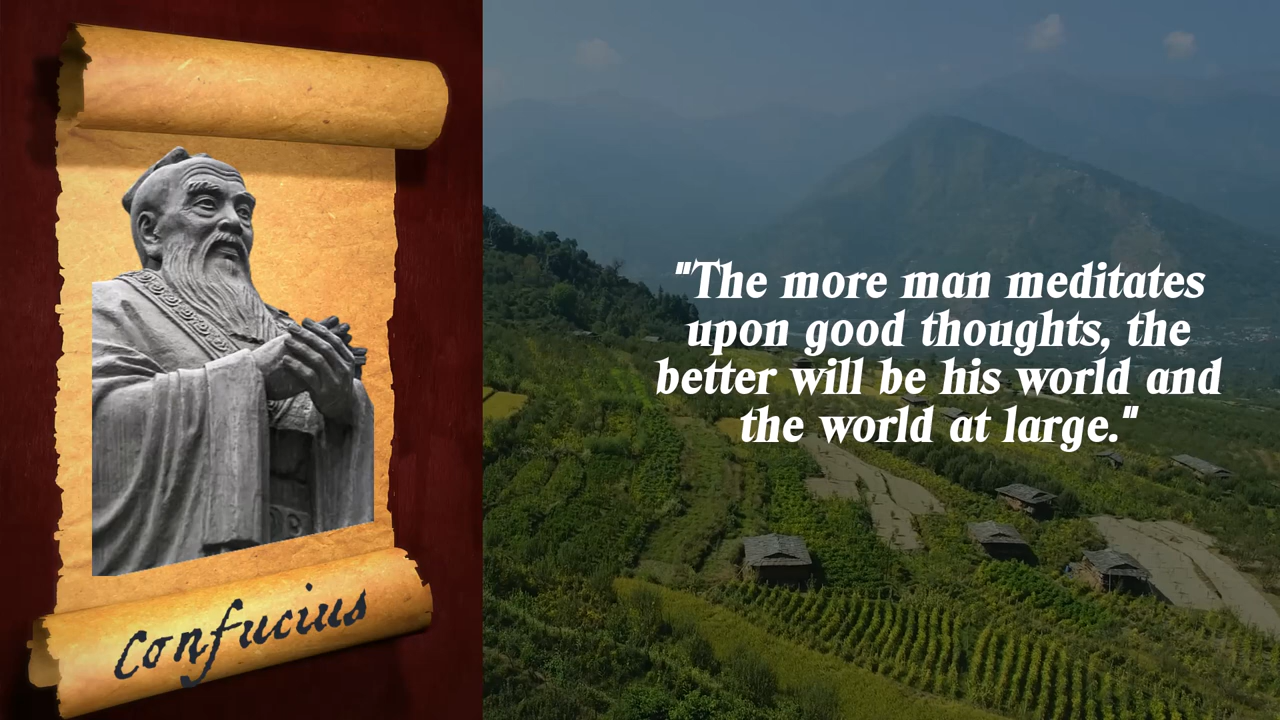 Confucius
"The more man meditates
upon good thoughts, the
better will be his world and
the world at large."